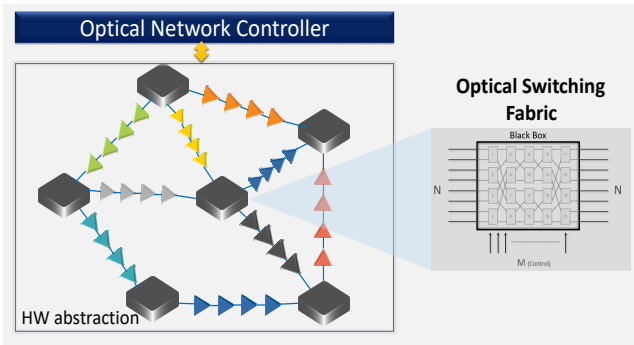 Optical Network Controller
Optical Switching
Fabric
Black Box
N
N
M (Control)
HW abstraction